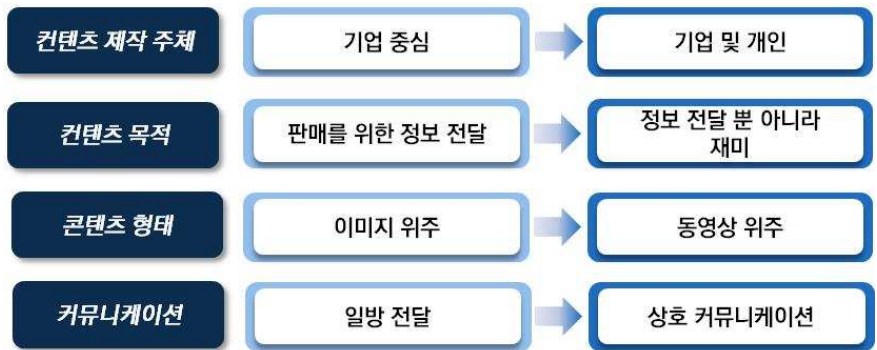 컨텐츠 제작 주체
기업 중심
기업 및 개인
컨텐츠 목적
판매를 위한 정보 전달
정보 전달 뿐 아니라
재미
콘텐츠 형태
이미지 위주
동영상 위주
커뮤니케이션
일방 전달
상호 커뮤니케이션